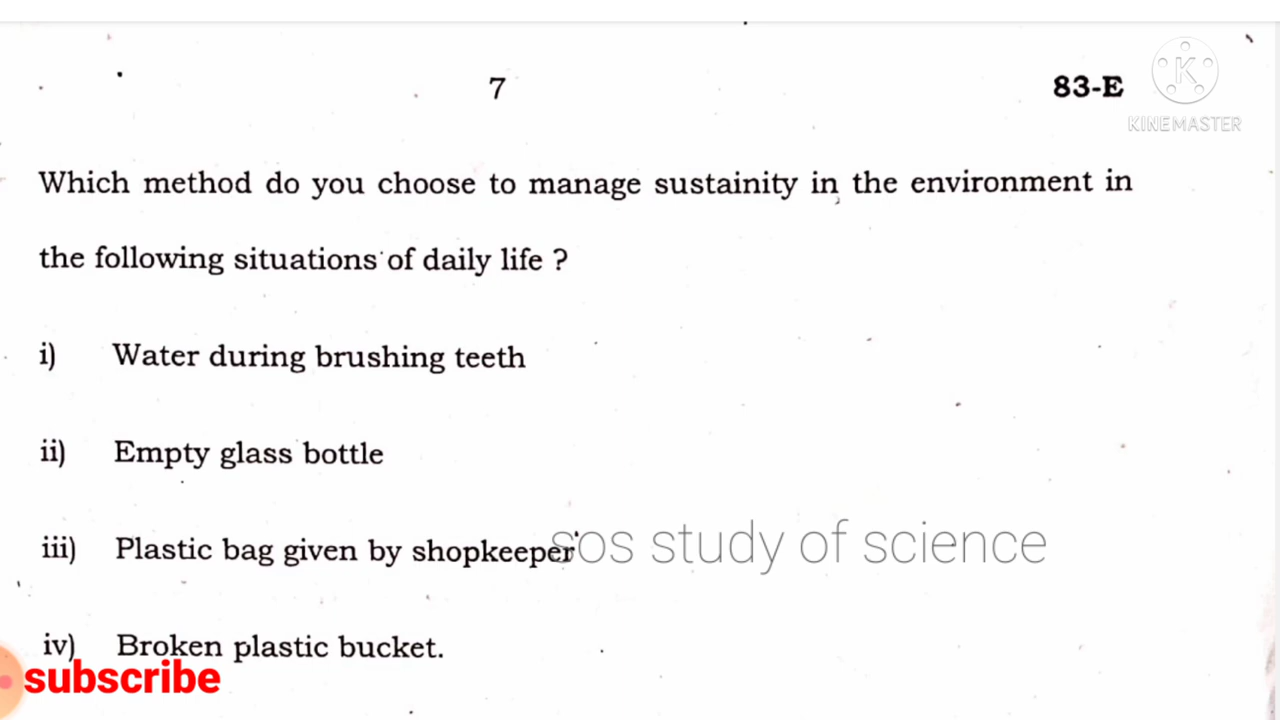 7
83-E
KINEMASTER
Which method do you choose to manage sustainity in the environment in
the following situations of daily life ?
i) Water during brushing teeth
ii) Empty glass bottle
iii) Plastic bag given by shopkeeper
sos study of science
iv) Broken plastic bucket.
subscribe